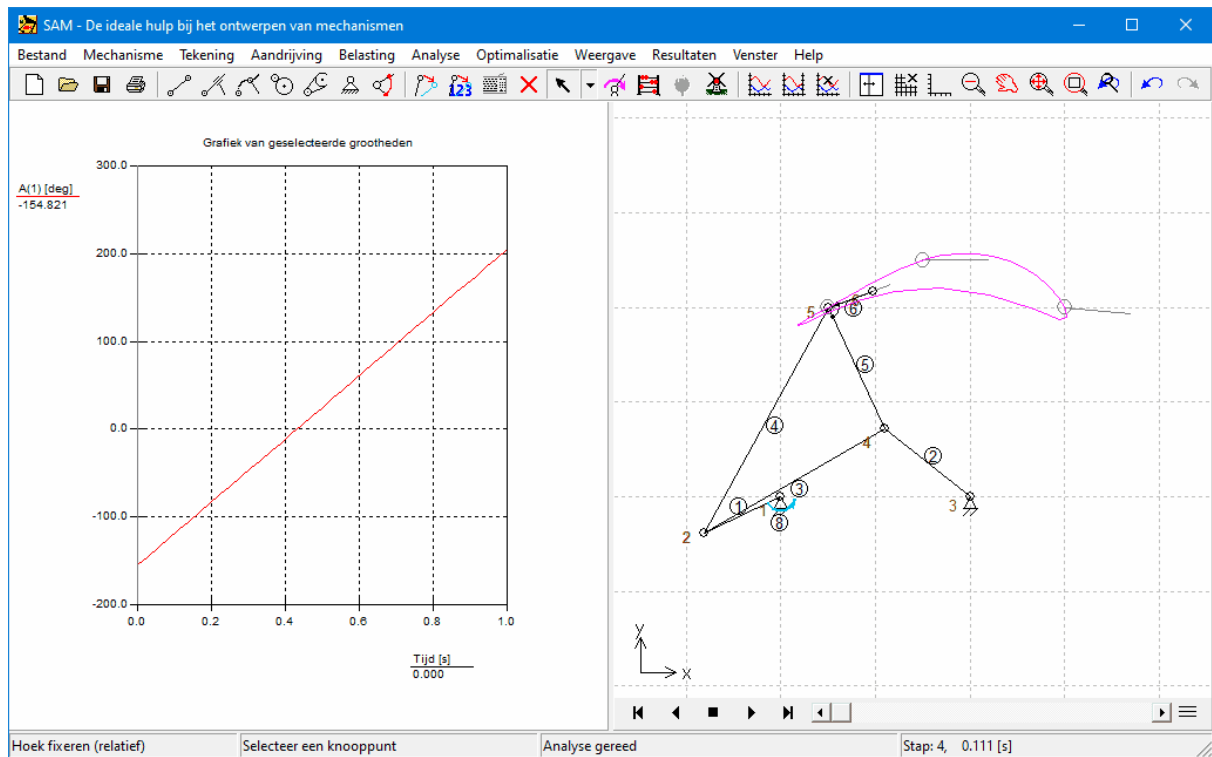 SAM - De ideale hulp bij het ontwerpen van mechanismen
Bestand Mechanisme Tekening Aandrijving Belasting Analyse Optimalisatie Weergave Resultaten Venster Help
123
Grafiek van geselecteerde grootheden
A(1) [deg]
-154.821
300.0
200.0
100.0
0.0
-100.0
-200.0
0.0 0.2 0.4 0.6 0.8 1.0
Tijd [s]
0.000
5 6
5
4
4 2
3
1 1 3
8
2
y
x
Hoek fixeren (relatief) Selecteer een knooppunt Analyse gereed Stap: 4, 0.111 [s]